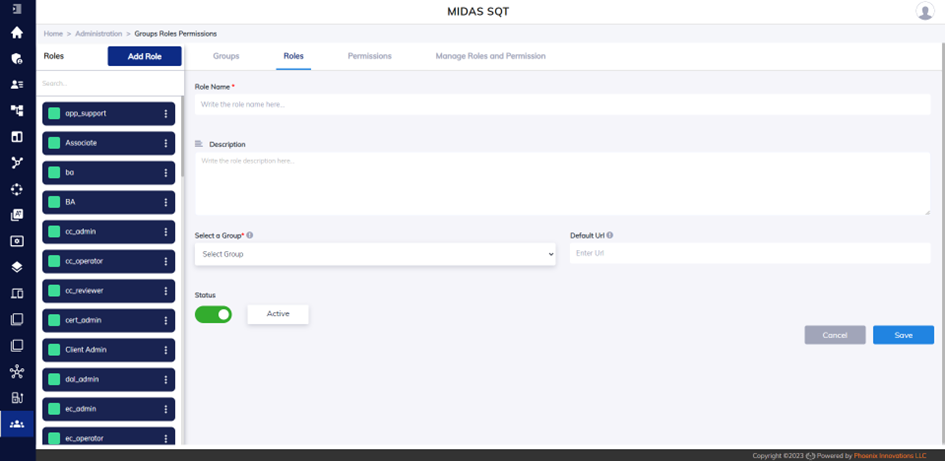 MIDAS SQT
Home > Administration > Groups Roles Permissions
Roles
Add Role
Groups
Roles
Permissions
Manage Roles and Permission
Search...
app_support
Associate
ba
BA
cc_admin
cc_operator
cc_reviewer
cert_admin
Client Admin
dal_admin
ec_admin
ec_operator
Role Name *
Write the role name here...
Description
Write the role description here...
Select a Group*
Select Group
Default Url
Enter Url
Status
Active
Cancel
Save
Copyright ©2023 Powered by Phoenix Innovations LLC